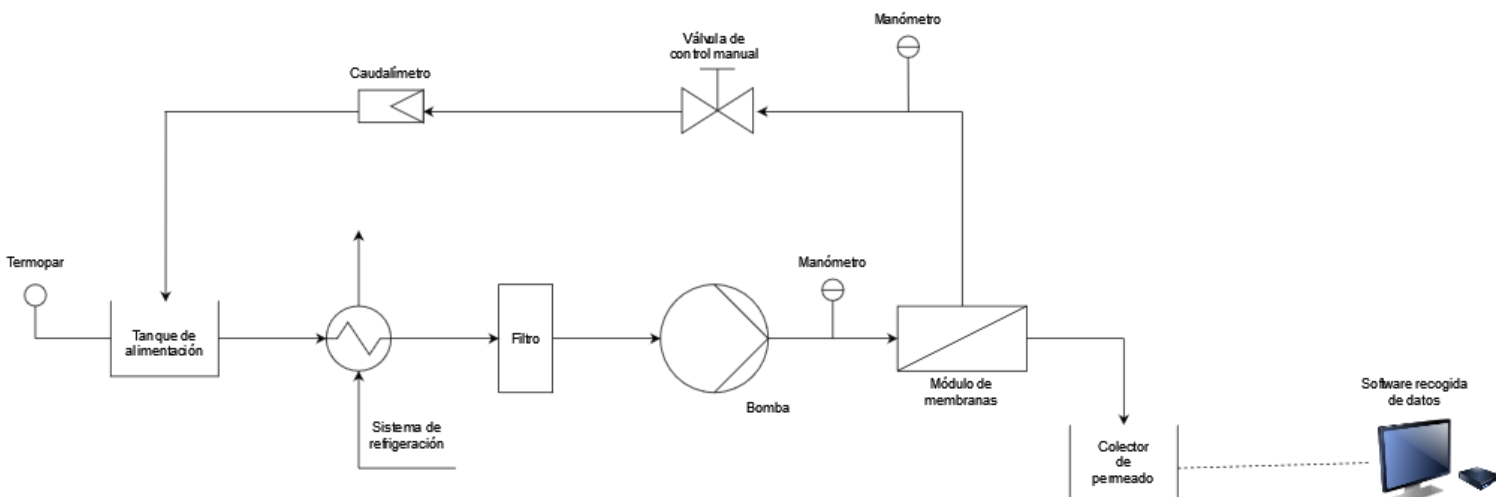 Manómetro
Válvula de
control manual
Caudalímetro
Termopar
Manómetro
Tanque de
alimentación
Filtro
Módulo de
membranas
Bomba
Software recogida
de datos
Sistema de
refrigeración
Colector
de
permeado